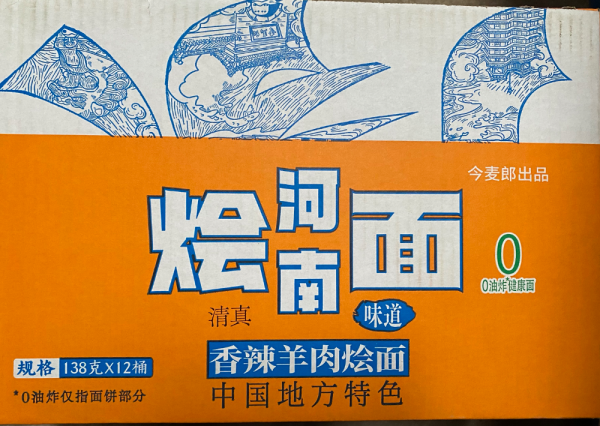 今麦郎出品
烩河南面
0
0油炸*健康面
清真
味道
香辣羊肉烩面
规格 138克X12桶
*0油炸仅指面饼部分
中国地方特色